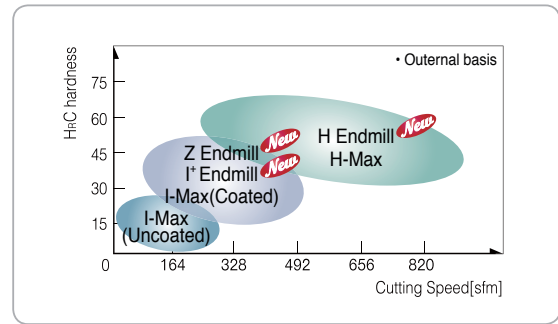 • Outernal basis
HRC hardness
75
60
45
30
15
0
New
H Endmill
H-Max
New
Z Endmill
New
I+ Endmill
I-Max(Coated)
I-Max
(Uncoated)
164 328 492 656 820
Cutting Speed[sfm]